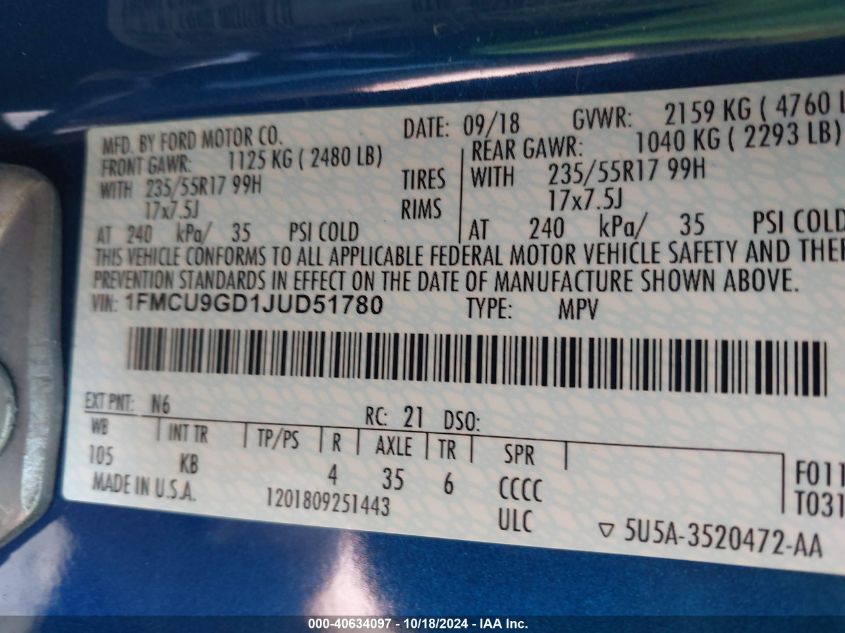 MFD. BY FORD MOTOR CO. DATE: 09/18 GVWR: 2159 KG ( 4760 L
FRONT GAWR: 1125 KG ( 2480 LB) REAR GAWR: 1040 KG ( 2293 LB)
WITH 235/55R17 99H TIRES WITH 235/55R17 99H
17x7.5J RIMS 17x7.5J
AT 240 kPa/ 35 PSI COLD AT 240 kPa/ 35 PSI COLD
THIS VEHICLE CONFORMS TO ALL APPLICABLE FEDERAL MOTOR VEHICLE SAFETY AND THEF
PREVENTION STANDARDS IN EFFECT ON THE DATE OF MANUFACTURE SHOWN ABOVE.
VIN: 1FMCU9GD1JUD51780 TYPE: MPV
EXT PNT: N6 RC: 21 DSO:
WB INT TR TP/PS R AXLE TR SPR
105 KB 4 35 6 CCCC F011
MADE IN U.S.A. 1201809251443 ULC T031
▽ 5U5A-3520472-AA
000-40634097 - 10/18/2024 - IAA Inc.